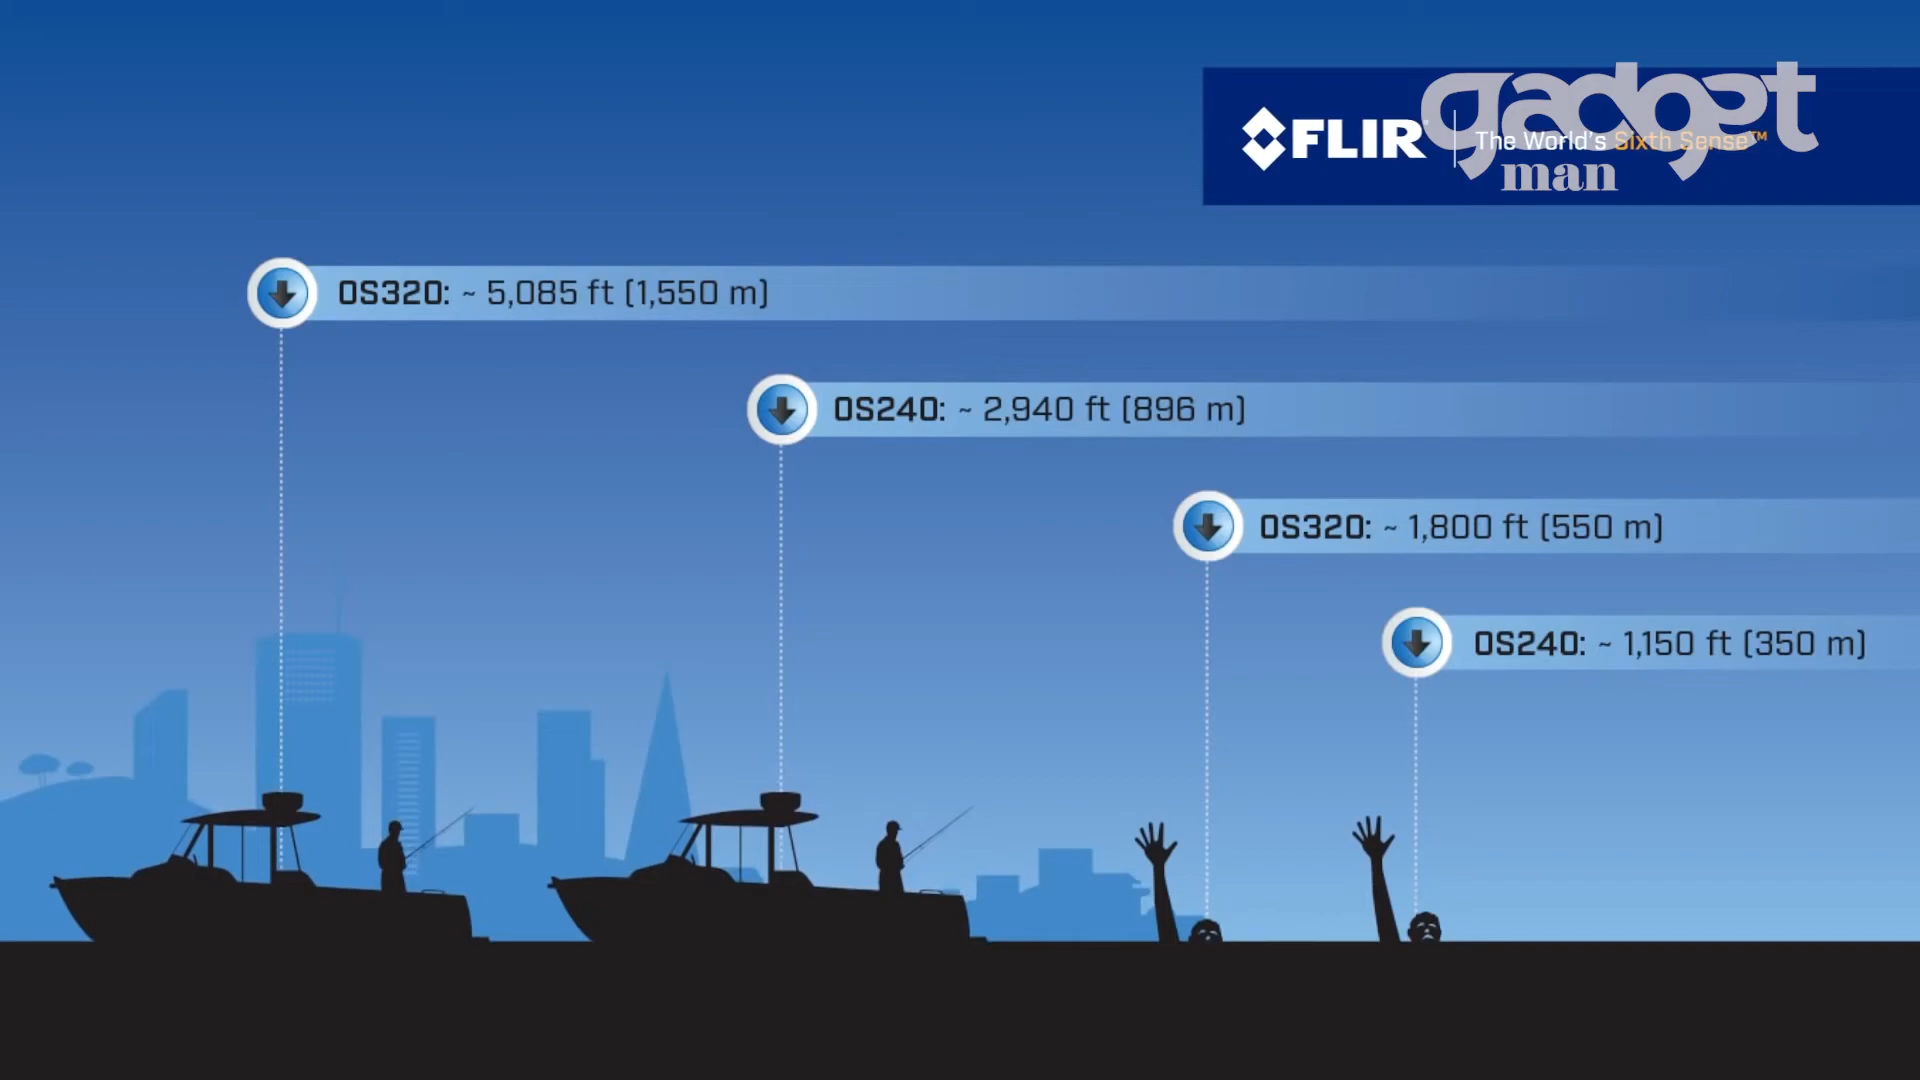 gadget
man
FLIR
The World's Sixth Sense™
OS320: ~ 5,085 ft (1,550 m)
OS240: ~ 2,940 ft (896 m)
OS320: ~ 1,800 ft (550 m)
OS240: ~ 1,150 ft (350 m)